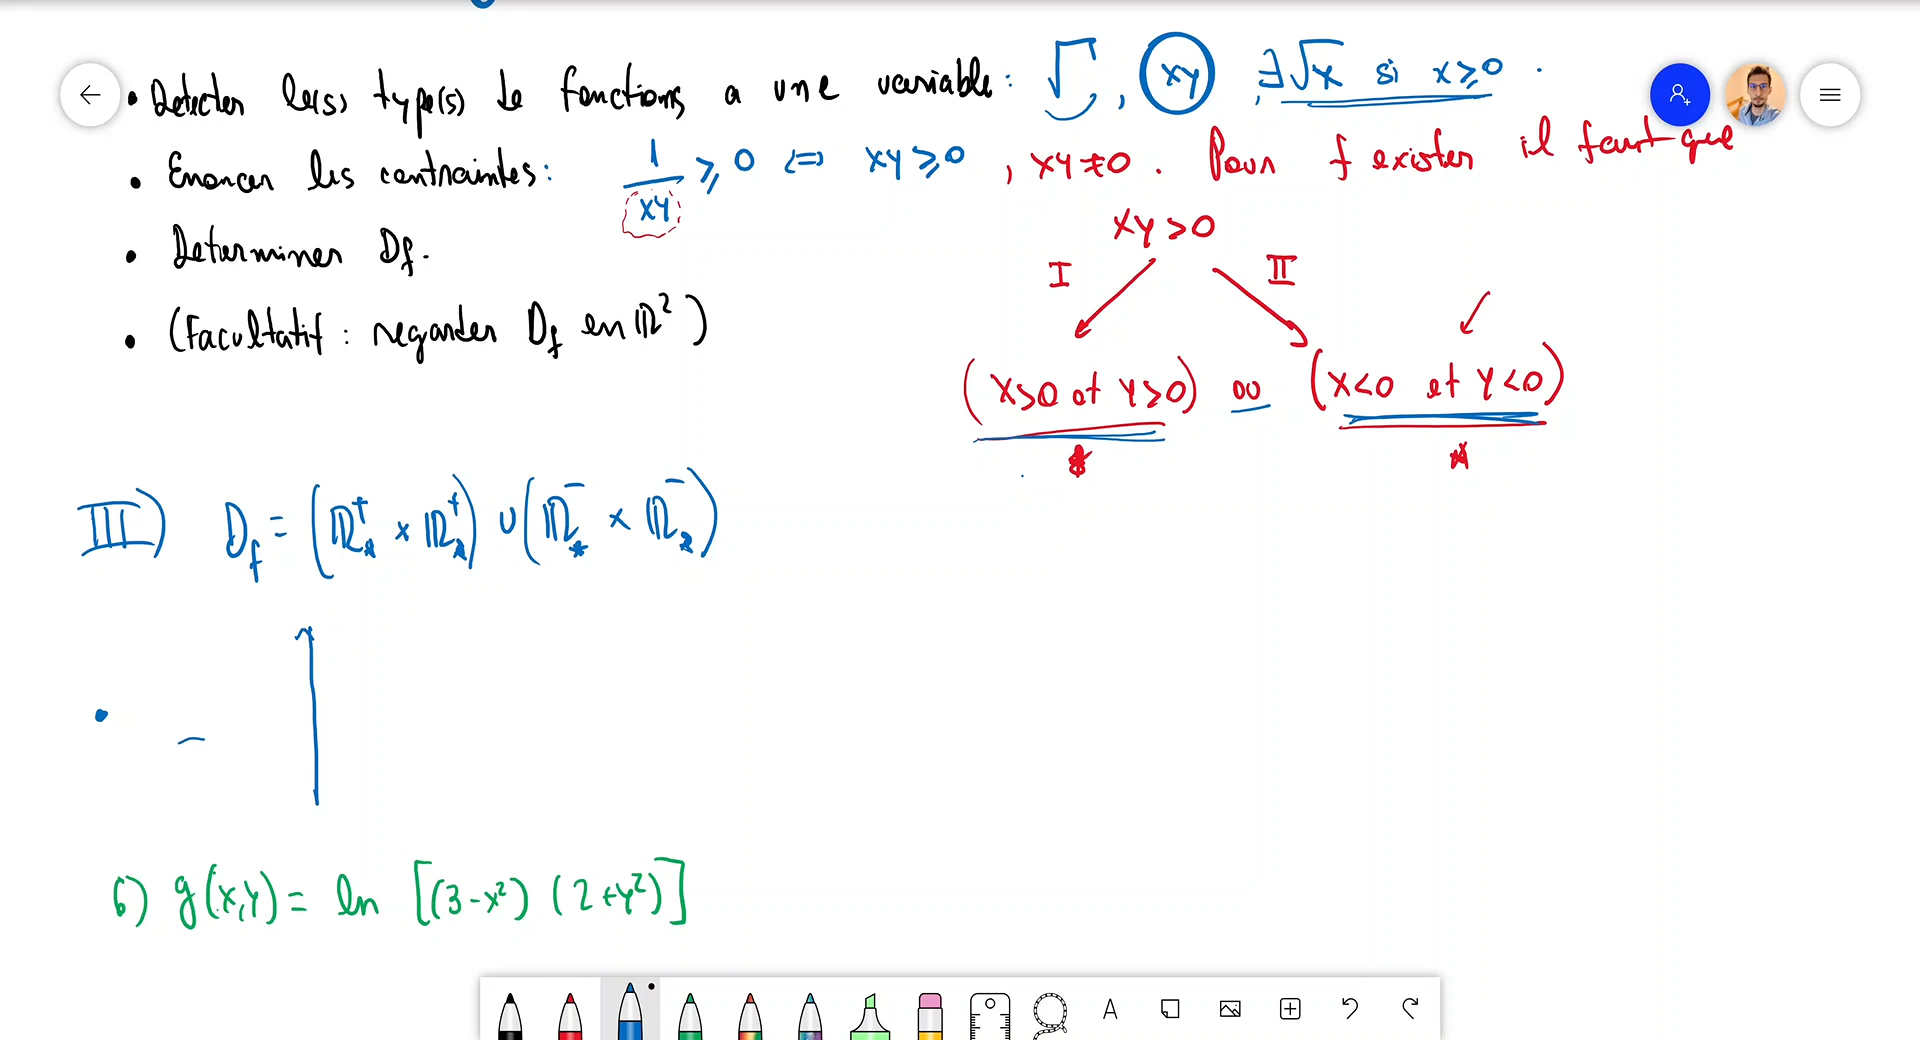 • Detecter le(s) type(s) de fonctions a une variable : √ , xy , ∃√x si x≥0 .
• Enoncer les contraintes : 1/xy ≥ 0 <=> xy ≥ 0 , xy ≠ 0 . Pour f exister il faut que
xy > 0
• Determiner Df .
I II
• (Facultatif : regarder Df en ℝ²)
(x>0 et y>0) ou (x<0 et y<0)
III) Df = (ℝ⁺* × ℝ⁺*) ∪ (ℝ⁻* × ℝ⁻*)
6) g(x,y) = ln [(3-x²) (2+y²)]
A